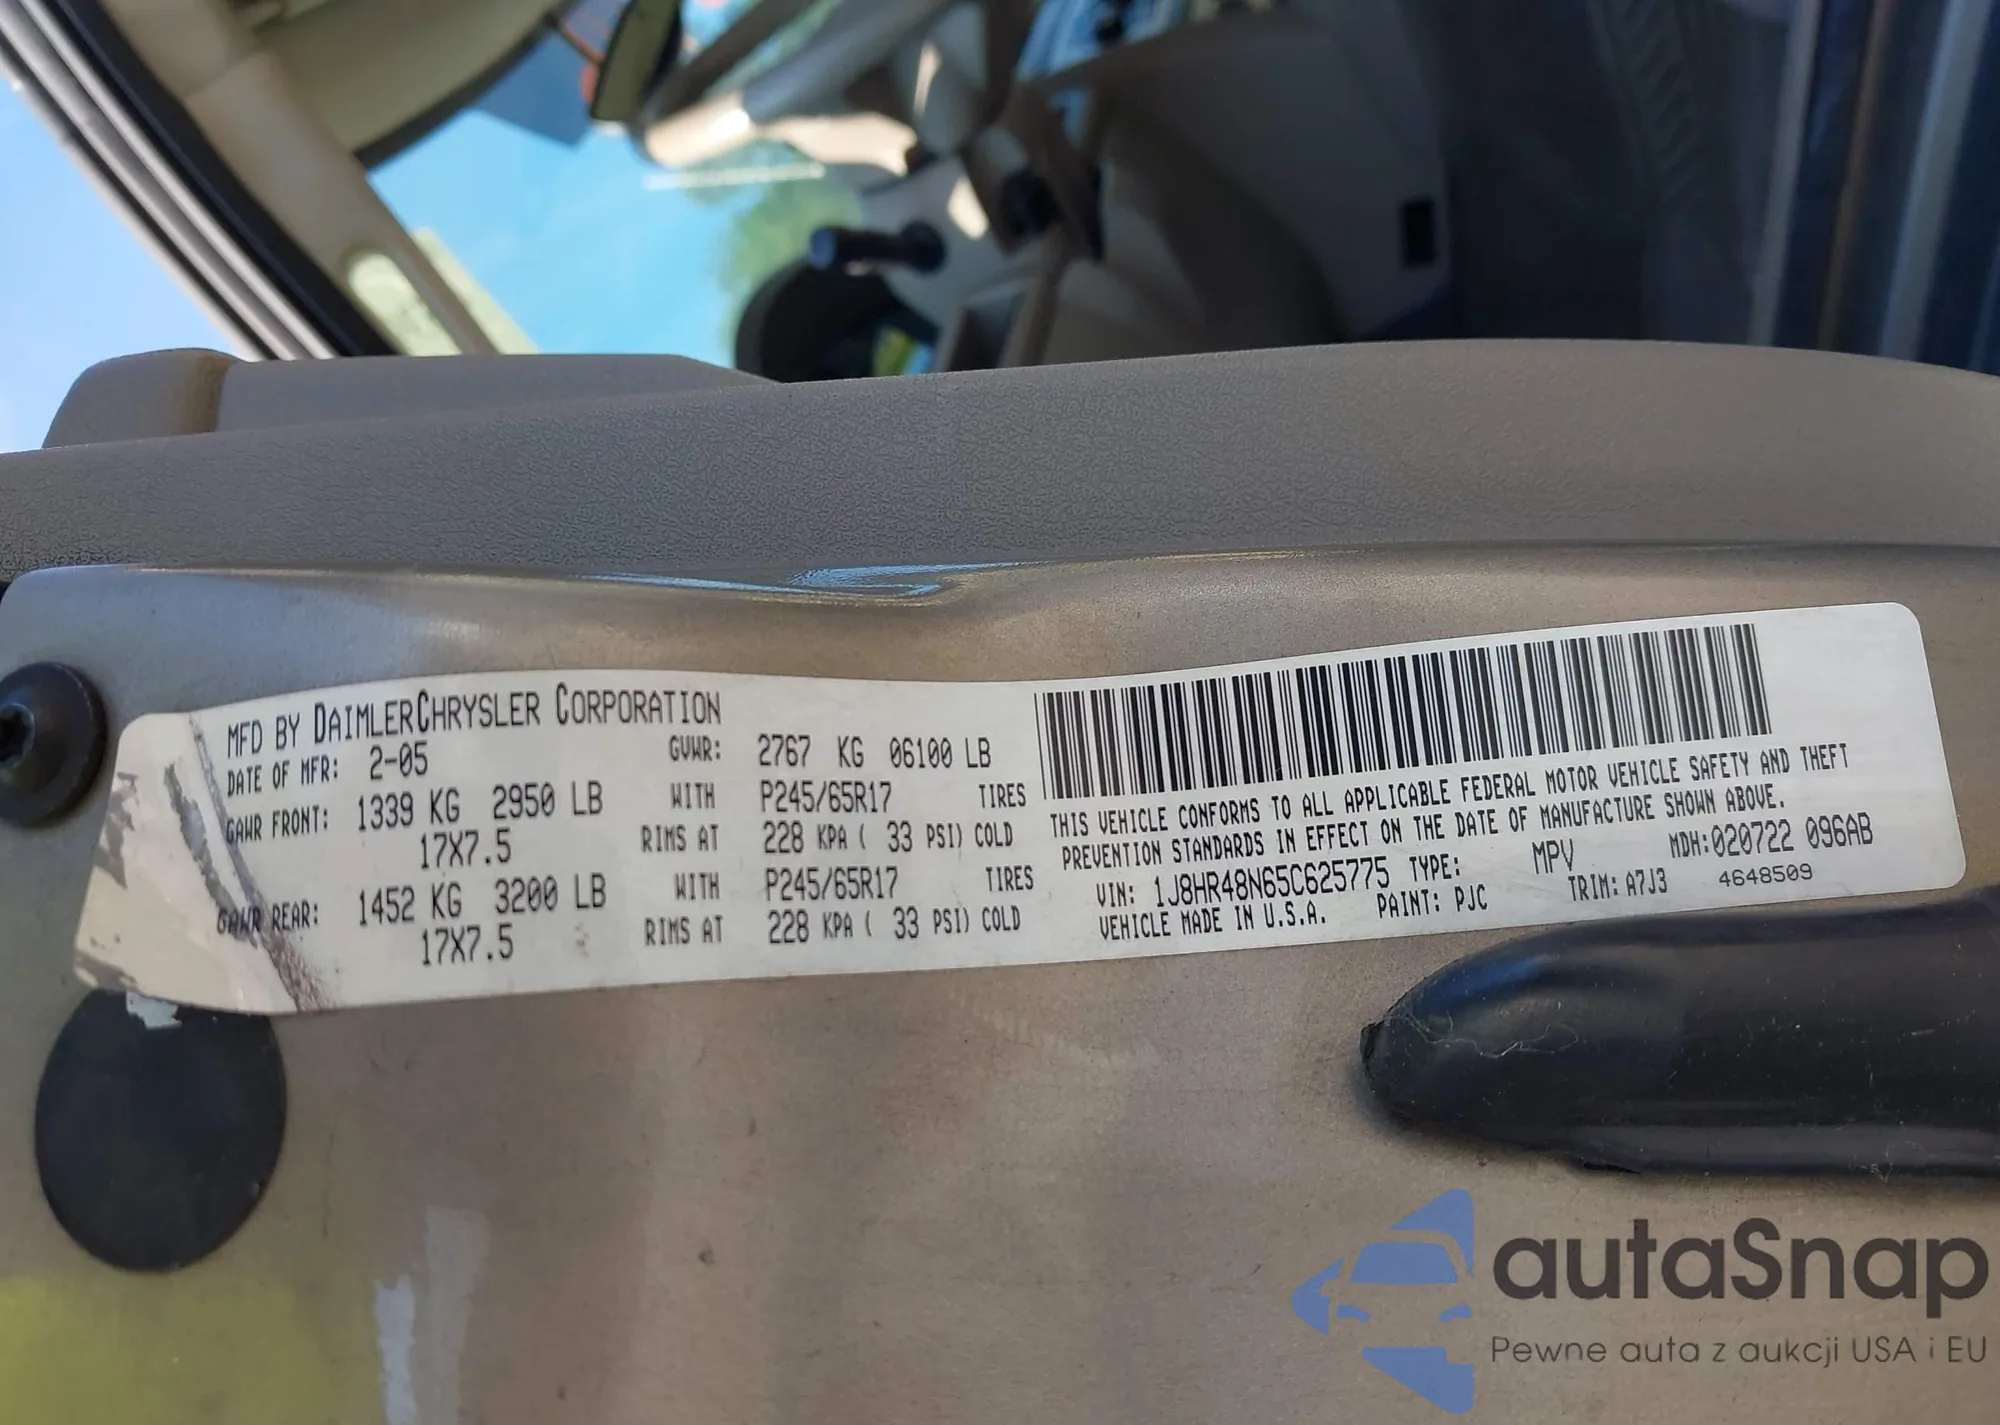 MFD BY DAIMLERCHRYSLER CORPORATION
DATE OF MFR: 2-05 GVWR: 2767 KG 06100 LB
GAWR FRONT: 1339 KG 2950 LB WITH P245/65R17 TIRES
17X7.5 RIMS AT 228 KPA ( 33 PSI) COLD
GAWR REAR: 1452 KG 3200 LB WITH P245/65R17 TIRES
17X7.5 RIMS AT 228 KPA ( 33 PSI) COLD
THIS VEHICLE CONFORMS TO ALL APPLICABLE FEDERAL MOTOR VEHICLE SAFETY AND THEFT
PREVENTION STANDARDS IN EFFECT ON THE DATE OF MANUFACTURE SHOWN ABOVE.
VIN: 1J8HR48N65C625775 TYPE: MPV MDH:020722 096AB
VEHICLE MADE IN U.S.A. PAINT: PJC TRIM: A7J3 4648509
autaSnap
Pewne auta z aukcji USA i EU